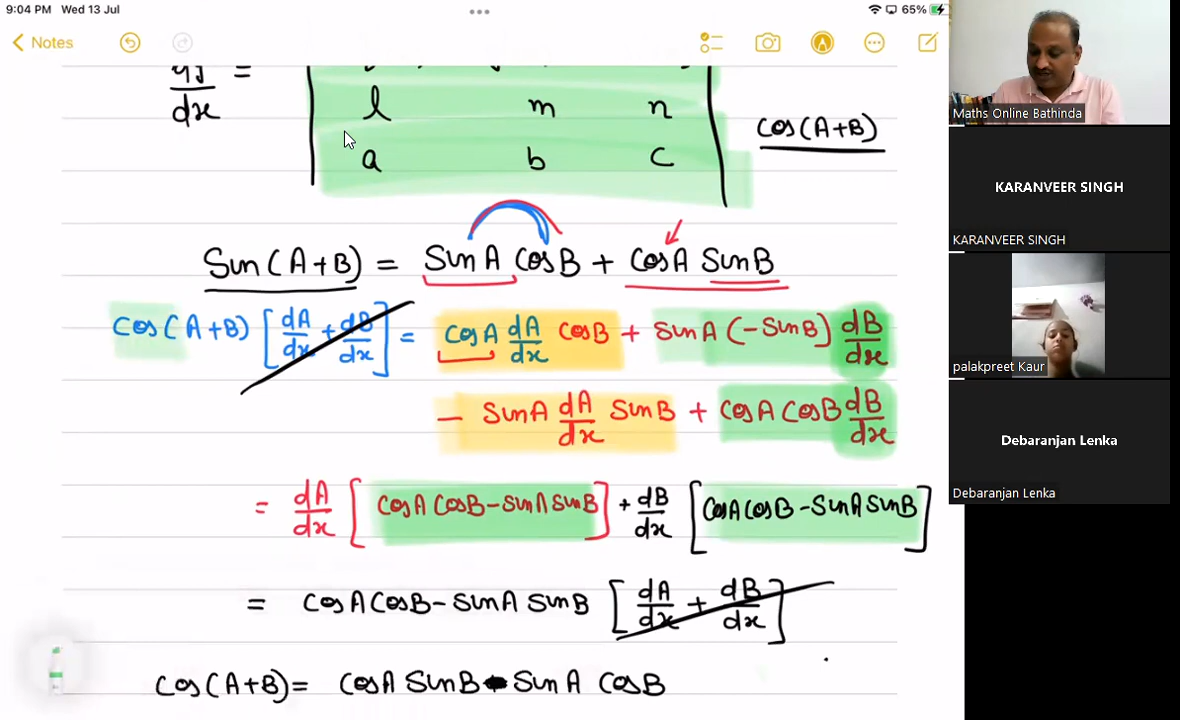 9:04 PM Wed 13 Jul
65%
Notes
dx =
l m n
a b c
Cos(A+B)
Sin(A+B) = SinA CosB + CosA SinB
Cos(A+B) [dA/dx + dB/dx] = CosA dA/dx CosB + SinA (-SinB) dB/dx
- SinA dA/dx SinB + CosA CosB dB/dx
= dA/dx [CosA CosB - SinA SinB] + dB/dx [CosA CosB - SinA SinB]
= CosA CosB - SinA SinB [dA/dx + dB/dx]
Cos(A+B) = CosA SinB - SinA CosB
Maths Online Bathinda
KARANVEER SINGH
KARANVEER SINGH
palakpreet Kaur
Debaranjan Lenka
Debaranjan Lenka